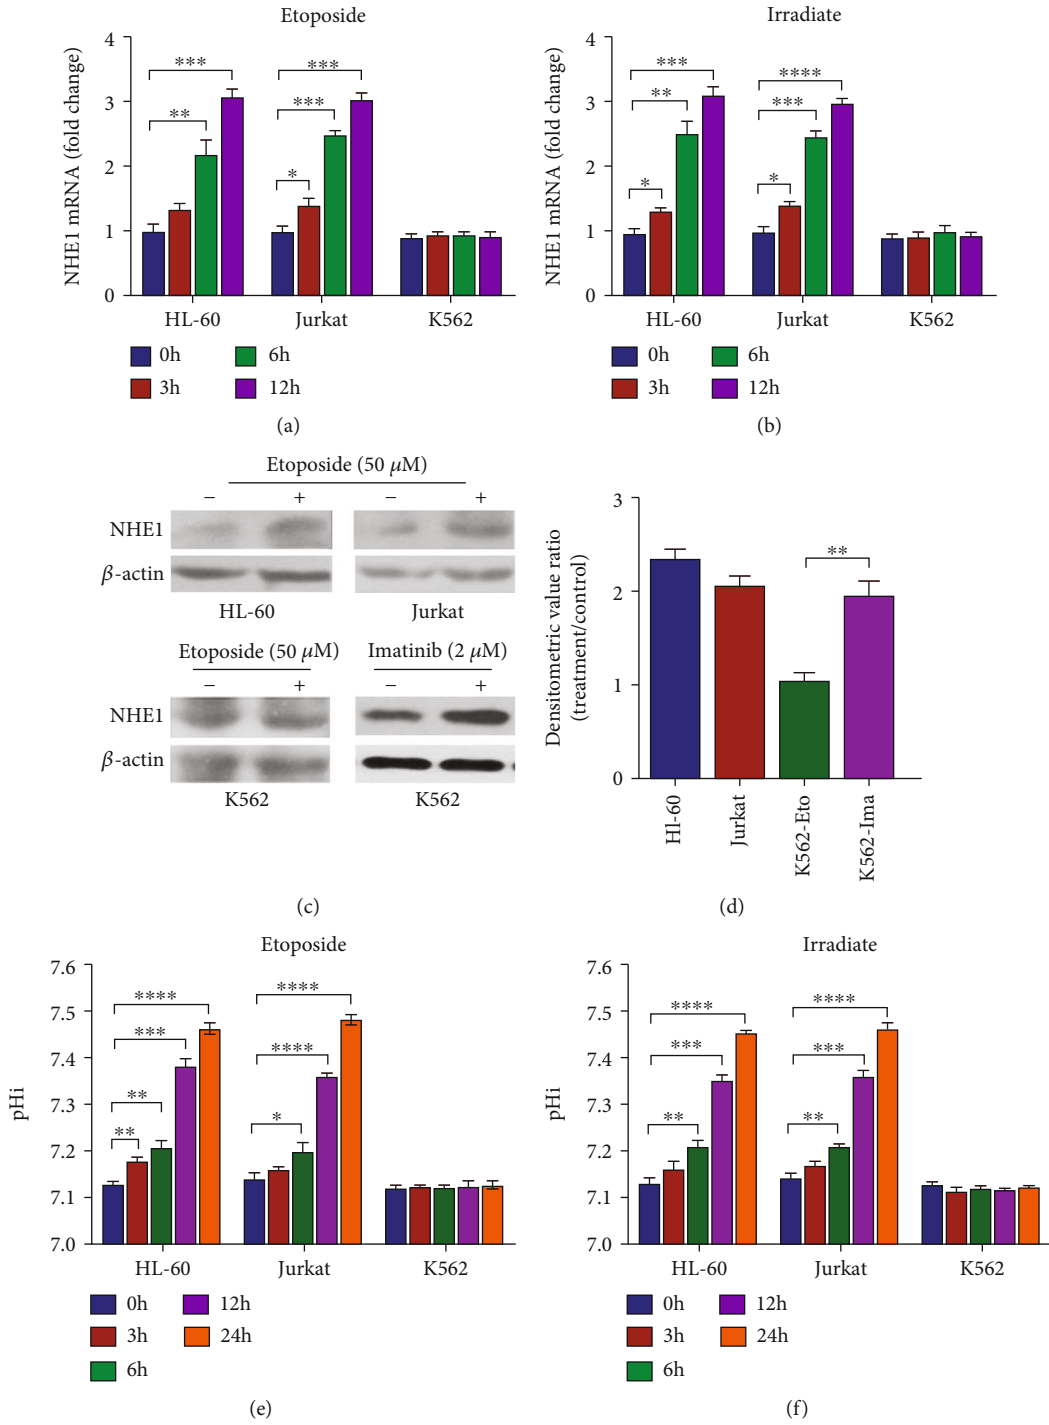 Etoposide
NHE1 mRNA (fold change)
4
3
2
1
0
***
**
***
***
*
HL-60 Jurkat K562
0h 6h
3h 12h
(a)
Irradiate
NHE1 mRNA (fold change)
4
3
2
1
0
***
**
*
****
***
*
HL-60 Jurkat K562
0h 6h
3h 12h
(b)
Etoposide (50 μM)
− + − +
NHE1
β-actin
HL-60 Jurkat
Etoposide (50 μM) Imatinib (2 μM)
− + − +
NHE1
β-actin
K562 K562
(c)
Densitometric value ratio
(treatment/control)
3
2
1
0
**
Hl-60
Jurkat
K562-Eto
K562-Ima
(d)
Etoposide
pHi
7.6
7.5
7.4
7.3
7.2
7.1
7.0
****
***
**
**
****
****
*
HL-60 Jurkat K562
0h 12h
3h 24h
6h
(e)
Irradiate
pHi
7.6
7.5
7.4
7.3
7.2
7.1
7.0
****
***
**
****
***
**
HL-60 Jurkat K562
0h 12h
3h 24h
6h
(f)